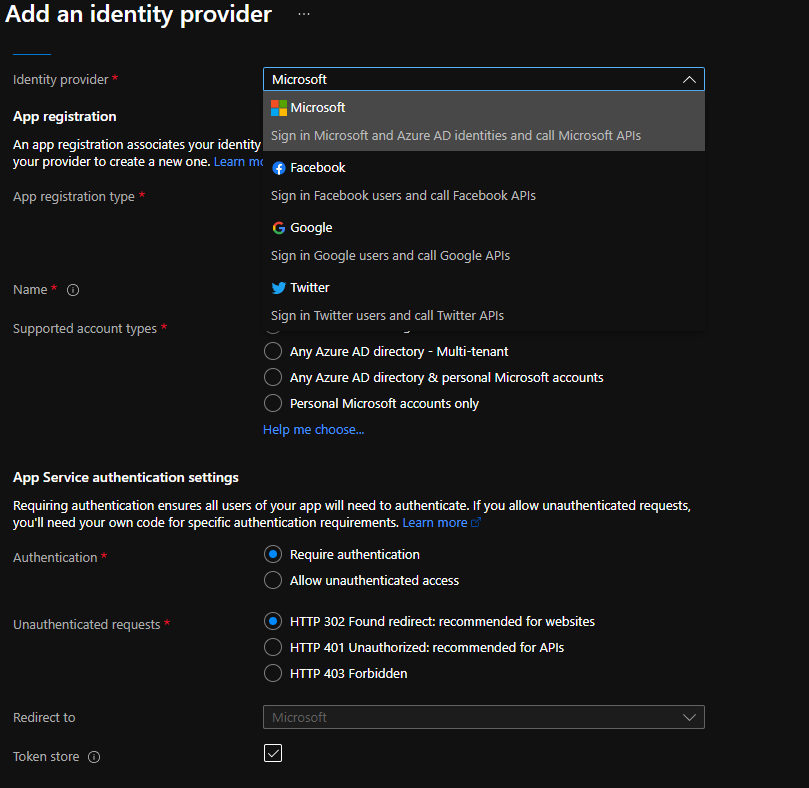 Add an identity provider ...
Identity provider *
Microsoft
Microsoft
Sign in Microsoft and Azure AD identities and call Microsoft APIs
Facebook
Sign in Facebook users and call Facebook APIs
Google
Sign in Google users and call Google APIs
Twitter
Sign in Twitter users and call Twitter APIs
App registration
An app registration associates your identity
your provider to create a new one. Learn mo
App registration type *
Name *
Supported account types *
Any Azure AD directory - Multi-tenant
Any Azure AD directory & personal Microsoft accounts
Personal Microsoft accounts only
Help me choose...
App Service authentication settings
Requiring authentication ensures all users of your app will need to authenticate. If you allow unauthenticated requests,
you'll need your own code for specific authentication requirements. Learn more
Authentication *
Require authentication
Allow unauthenticated access
Unauthenticated requests *
HTTP 302 Found redirect: recommended for websites
HTTP 401 Unauthorized: recommended for APIs
HTTP 403 Forbidden
Redirect to
Microsoft
Token store